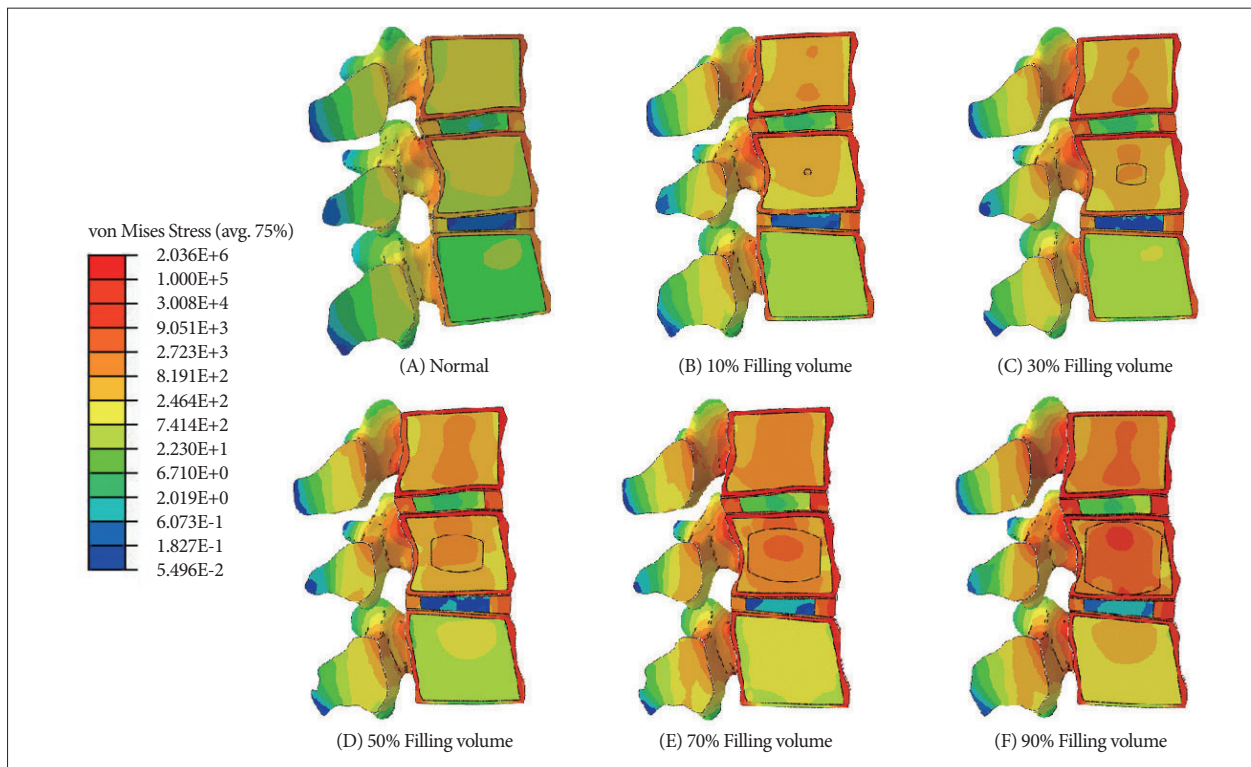 von Mises Stress (avg. 75%)
2.036E+6
1.000E+5
3.008E+4
9.051E+3
2.723E+3
8.191E+2
2.464E+2
7.414E+2
2.230E+1
6.710E+0
2.019E+0
6.073E-1
1.827E-1
5.496E-2
(A) Normal
(B) 10% Filling volume
(C) 30% Filling volume
(D) 50% Filling volume
(E) 70% Filling volume
(F) 90% Filling volume